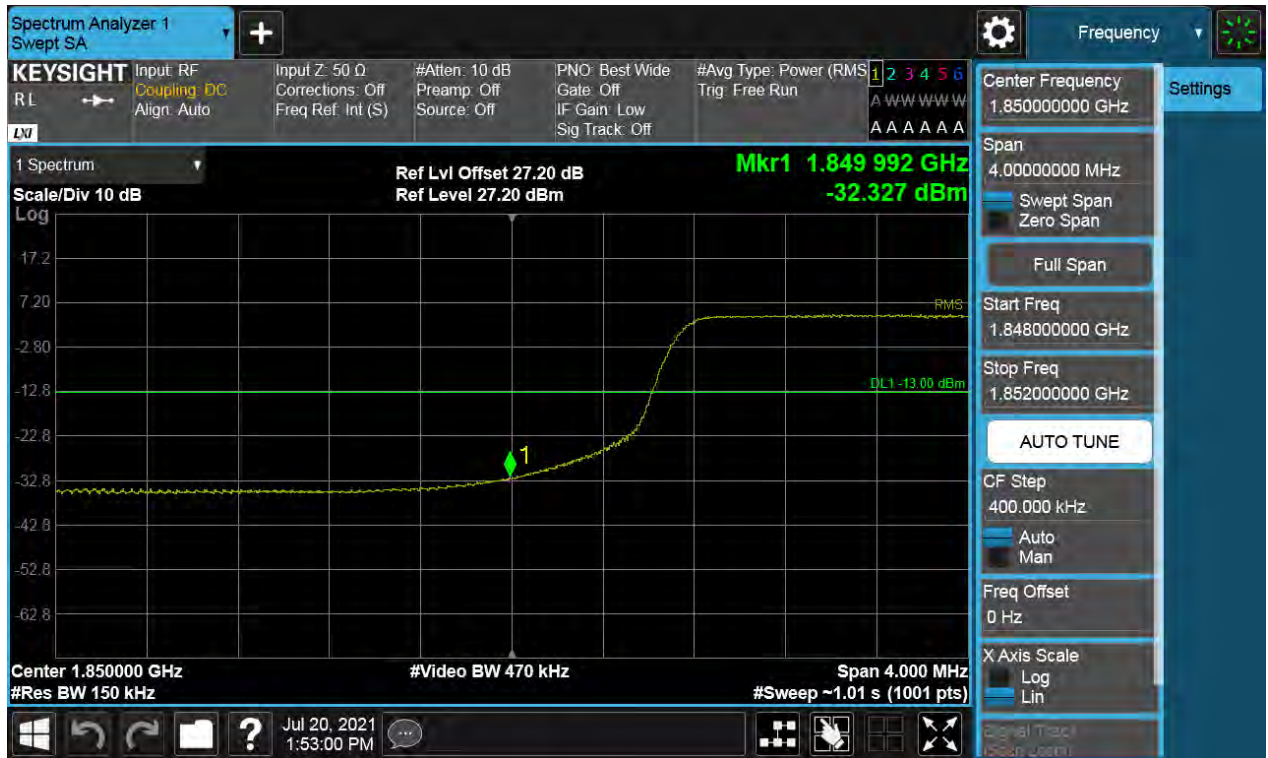 Spectrum Analyzer 1
Swept SA
+
Frequency
KEYSIGHT
R L
LXI
Input: RF
Coupling: DC
Align: Auto
Input Z: 50 Ω
Corrections: Off
Freq Ref: Int (S)
#Atten: 10 dB
Preamp: Off
Source: Off
PNO: Best Wide
Gate: Off
IF Gain: Low
Sig Track: Off
#Avg Type: Power (RMS
Trig: Free Run
1 2 3 4 5 6
A W W W W W
A A A A A A
1 Spectrum
Scale/Div 10 dB
Log
Ref Lvl Offset 27.20 dB
Ref Level 27.20 dBm
Mkr1 1.849 992 GHz
-32.327 dBm
17.2
7.20
-2.80
-12.8
-22.8
-32.8
-42.8
-52.8
-62.8
RMS
DL1 -13.00 dBm
1
Center 1.850000 GHz
#Res BW 150 kHz
#Video BW 470 kHz
Span 4.000 MHz
#Sweep ~1.01 s (1001 pts)
Center Frequency
1.850000000 GHz
Span
4.00000000 MHz
Swept Span
Zero Span
Full Span
Start Freq
1.848000000 GHz
Stop Freq
1.852000000 GHz
AUTO TUNE
CF Step
400.000 kHz
Auto
Man
Freq Offset
0 Hz
X Axis Scale
Log
Lin
Signal Track
(Span Zoom)
Settings
?
Jul 20, 2021
1:53:00 PM